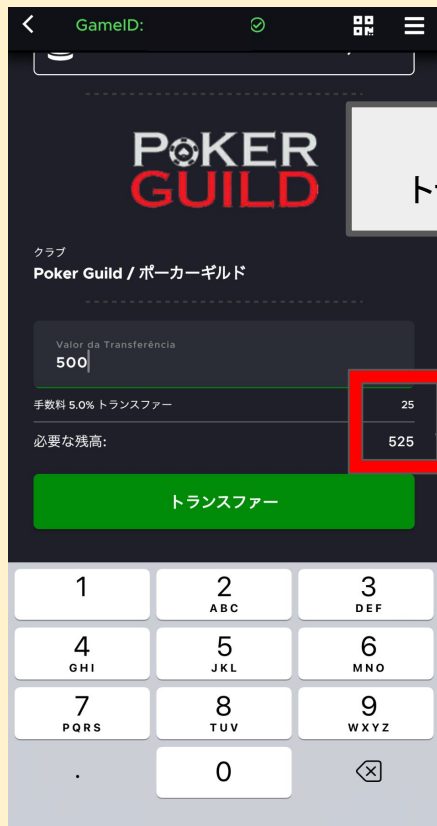 GameID:
POKER
GUILD
ト
クラブ
Poker Guild / ポーカーギルド
Valor da Transferência
500
手数料 5.0% トランスファー 25
必要な残高: 525
トランスファー
1
2
ABC
3
DEF
4
GHI
5
JKL
6
MNO
7
PQRS
8
TUV
9
WXYZ
.
0